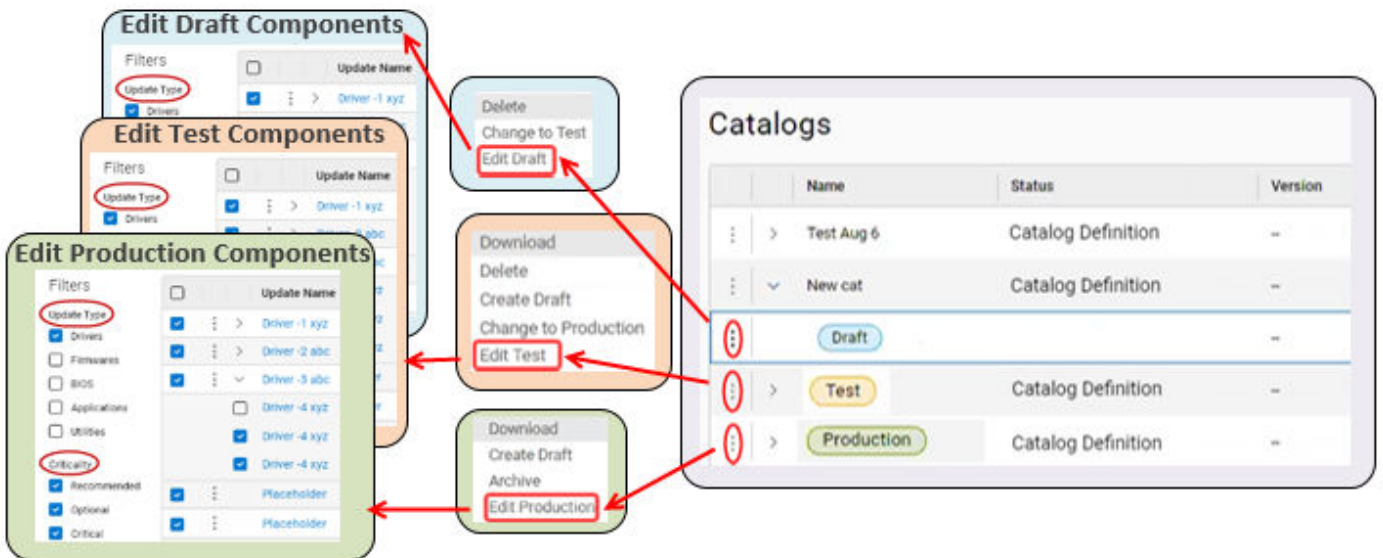 Edit Draft Components
Filters
Update Name
Update Type
Driver -1 xyz
Drivers
Edit Test Components
Filters
Update Name
Update Type
Driver -1 xyz
Drivers
Edit Production Components
Filters
Update Name
Update Type
Driver -1 xyz
Drivers
Driver -2 abc
Firmwares
Driver -3 abc
BIOS
Applications
Driver -4 xyz
Utilities
Driver -4 xyz
Criticality
Driver -4 xyz
Recommended
Placeholder
Optional
Placeholder
Critical
Delete
Change to Test
Edit Draft
Download
Delete
Create Draft
Change to Production
Edit Test
Download
Create Draft
Archive
Edit Production
Catalogs
Name Status Version
Test Aug 6 Catalog Definition --
New cat Catalog Definition --
Draft --
Test Catalog Definition --
Production Catalog Definition --